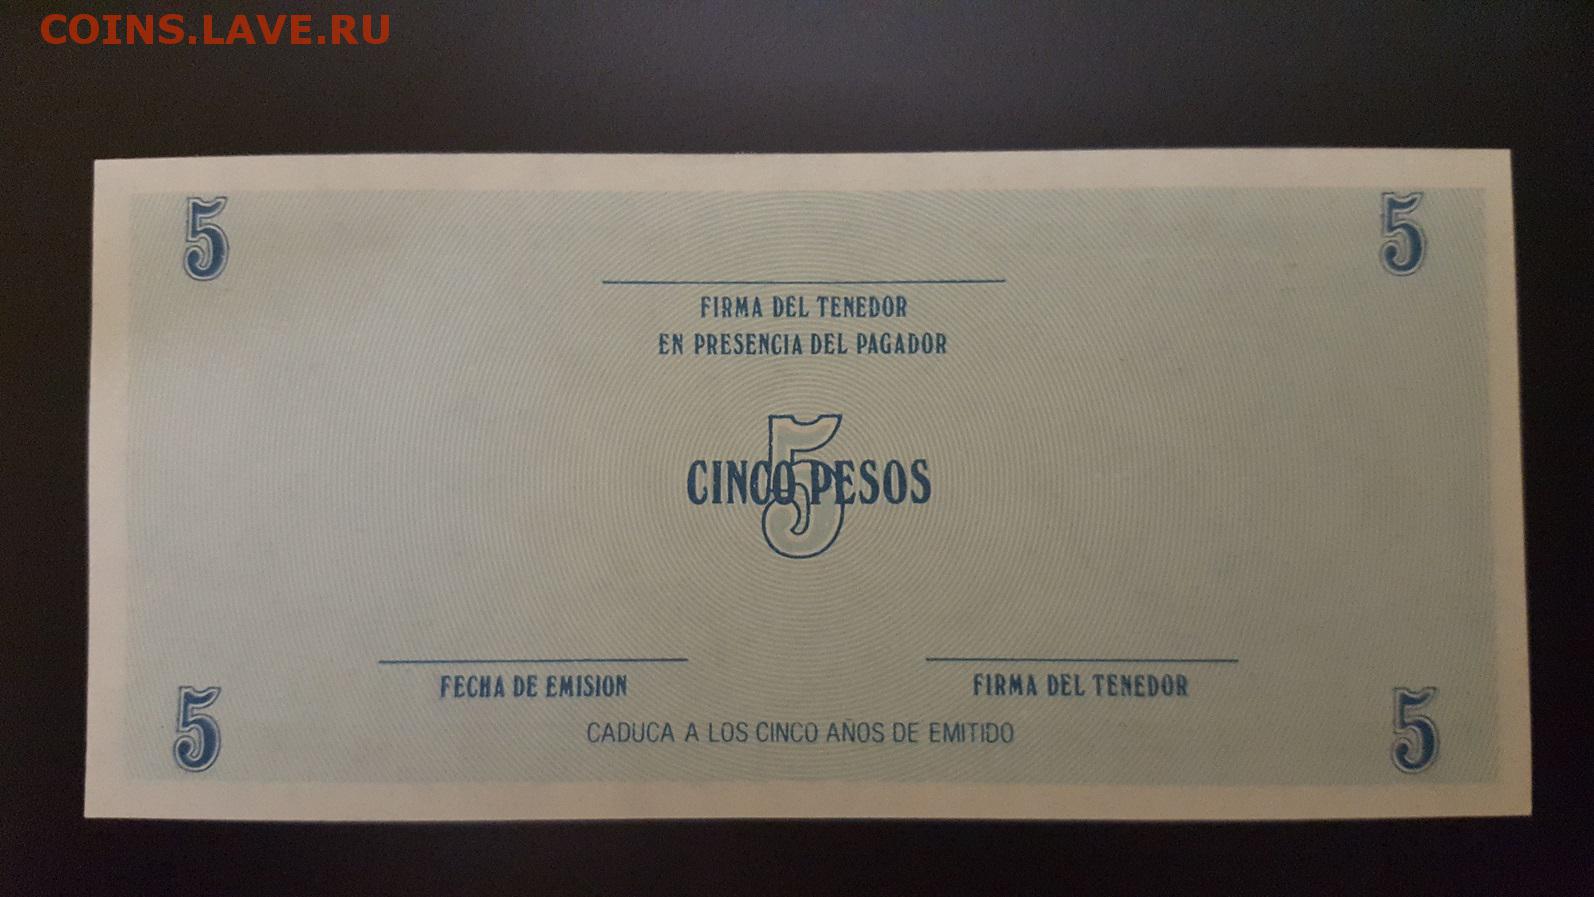 COINS.LAVE.RU
5
5
FIRMA DEL TENEDOR
EN PRESENCIA DEL PAGADOR
5
CINCO PESOS
FECHA DE EMISION
FIRMA DEL TENEDOR
5
5
CADUCA A LOS CINCO AÑOS DE EMITIDO